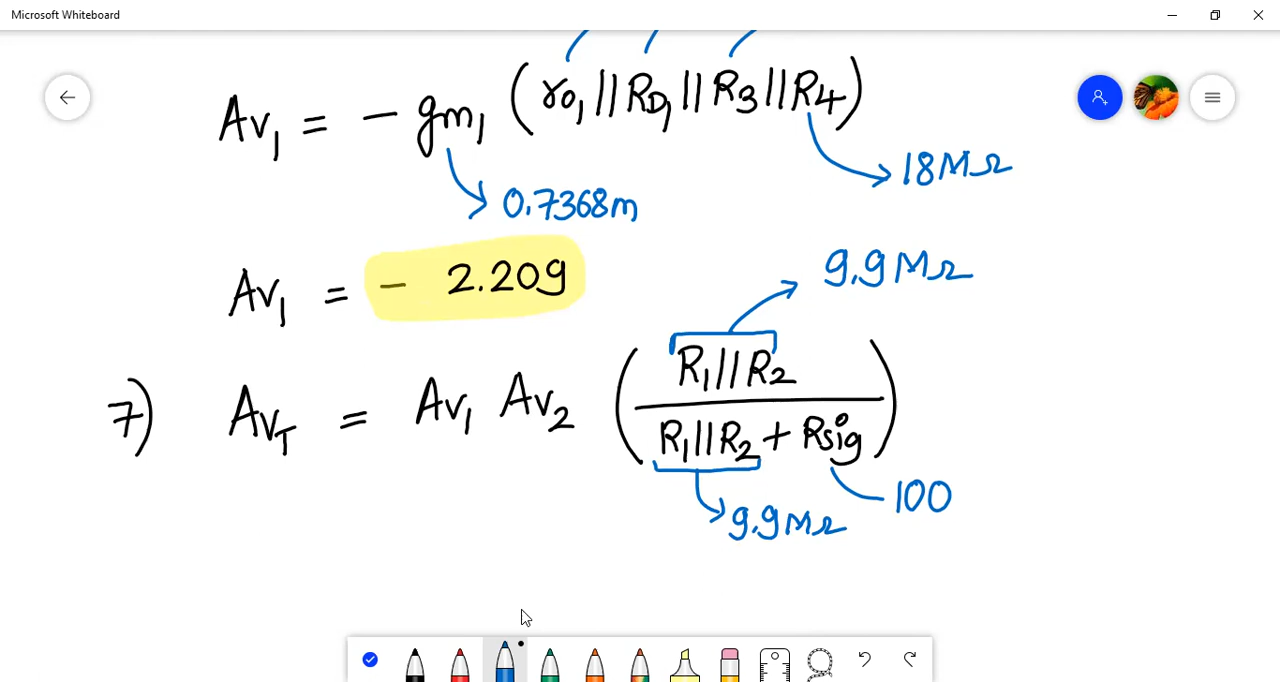 Microsoft Whiteboard
Av1 = - gm1 (ro1 || RD1 || R3 || R4)
18MΩ
0.7368m
Av1 = - 2.209
9.9MΩ
7) AVT = Av1 Av2 (R1||R2 / R1||R2 + Rsig)
100
9.9MΩ